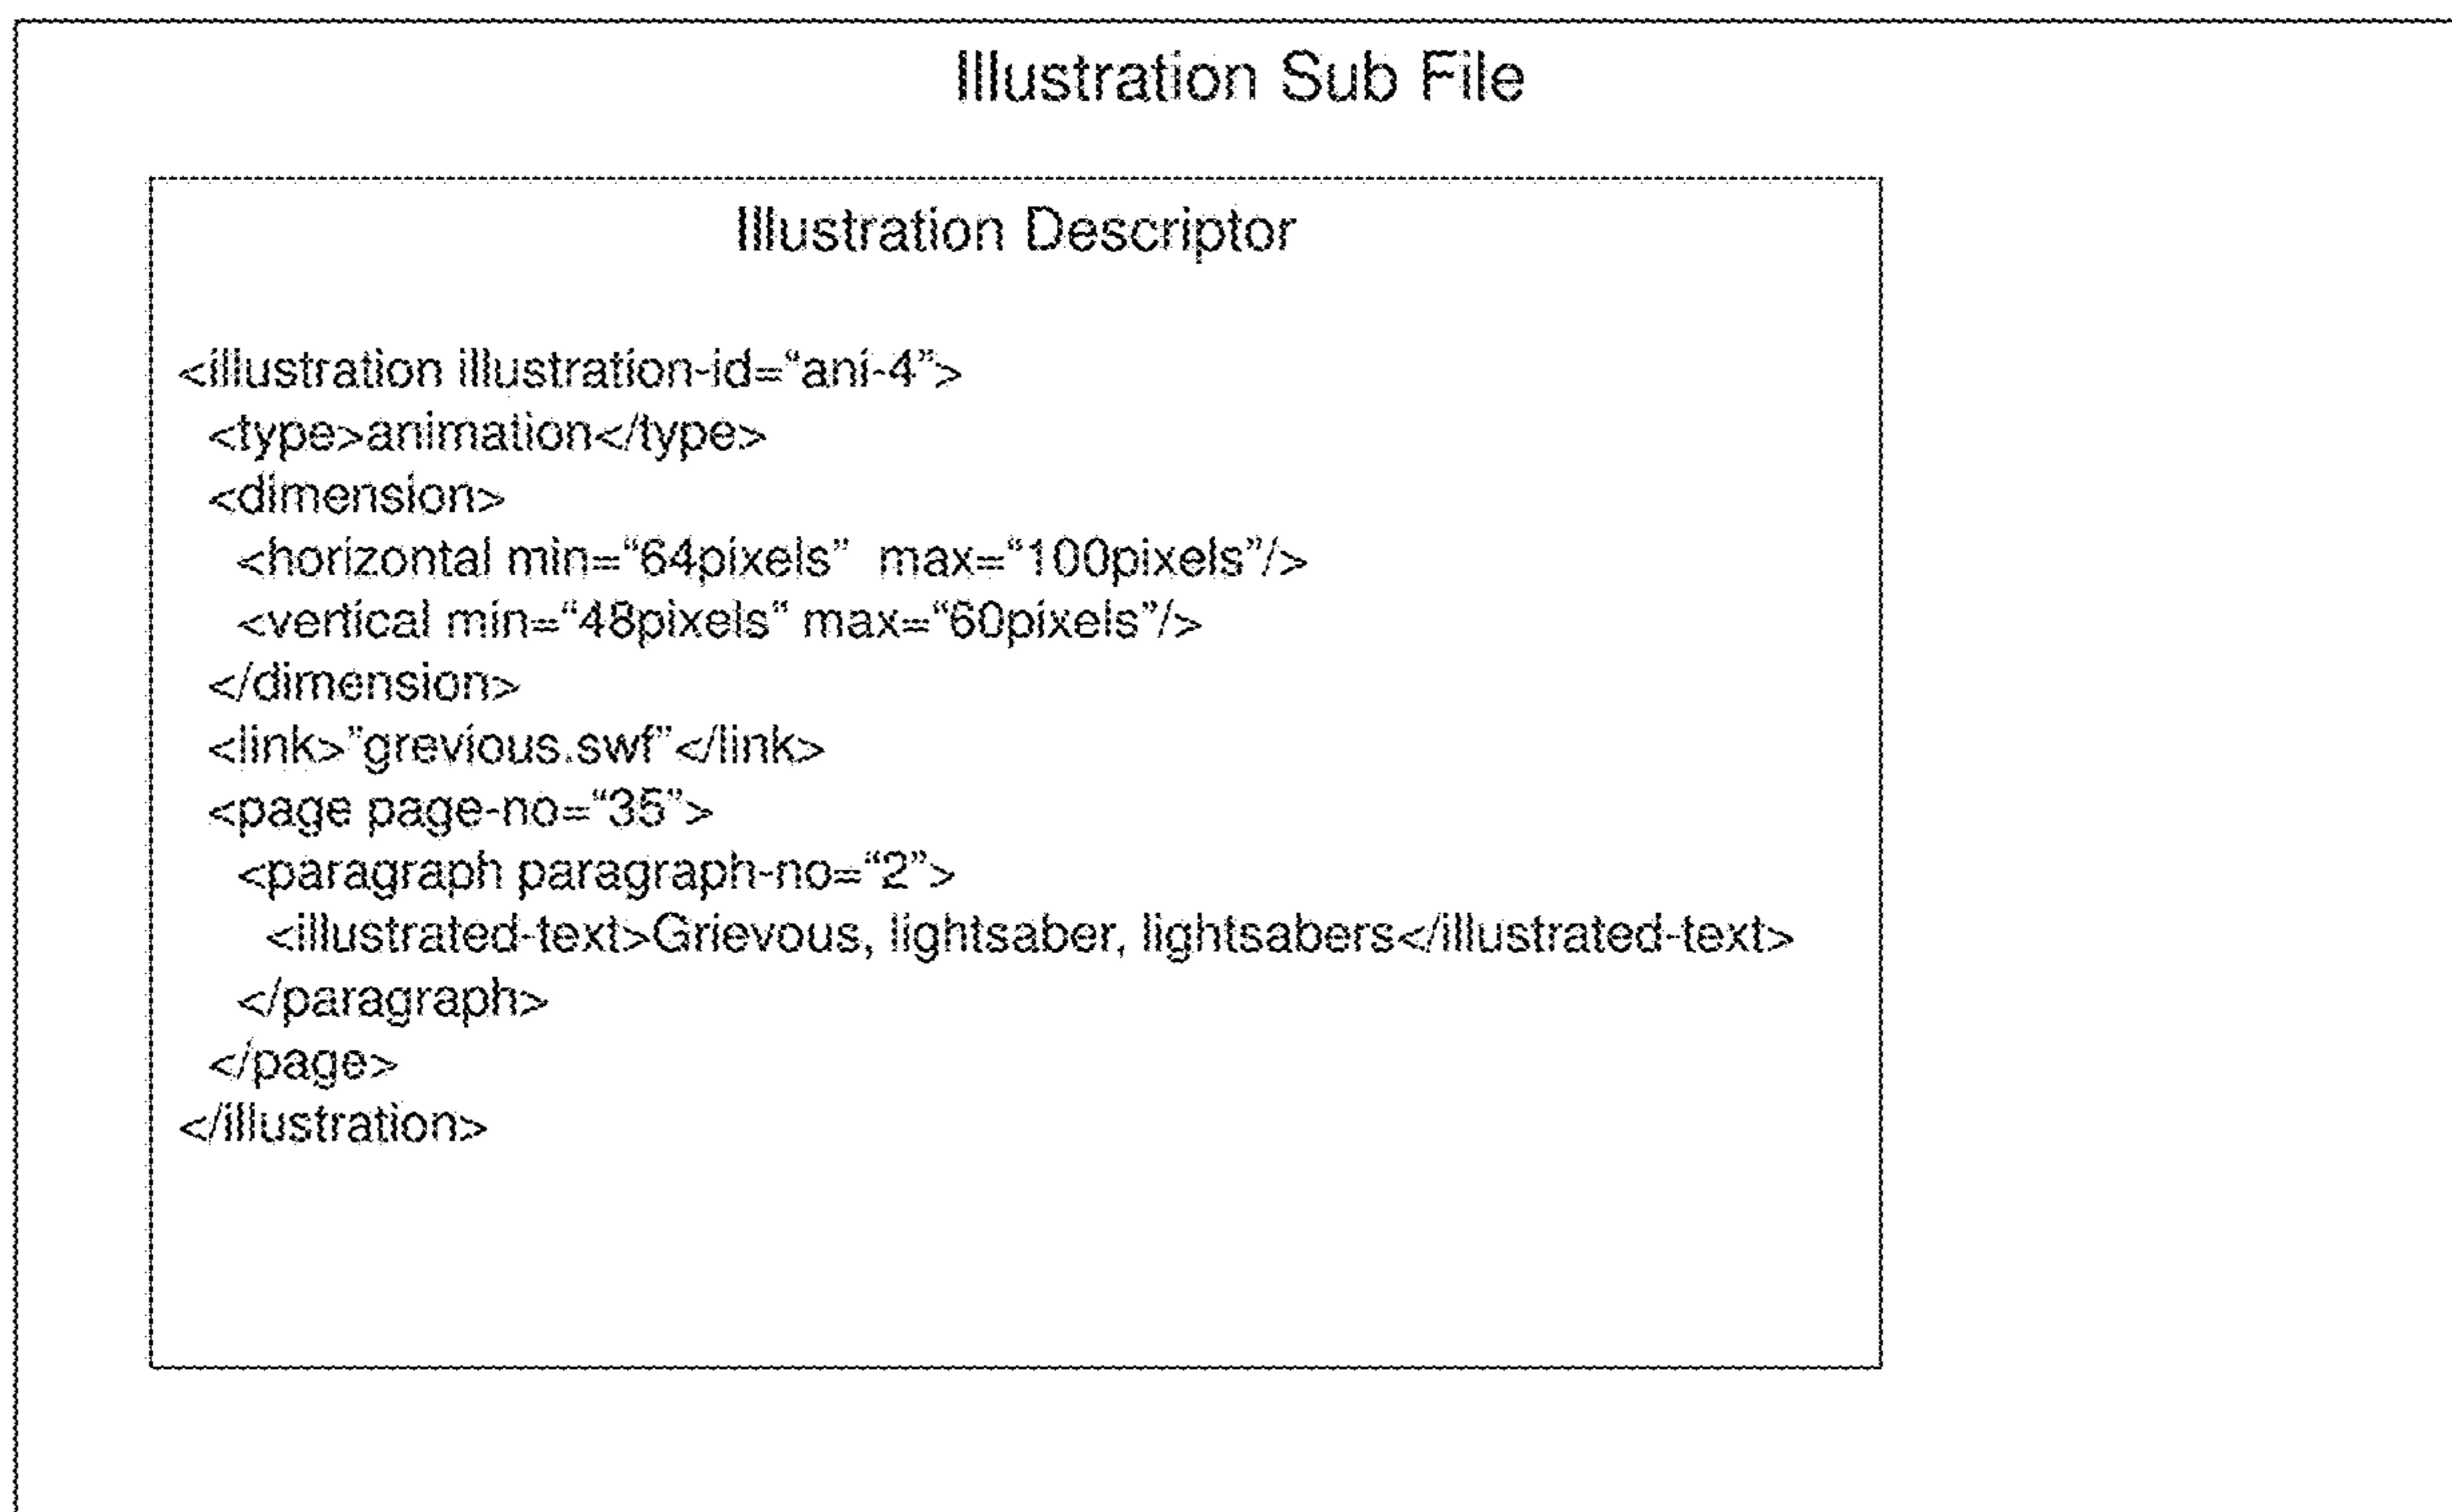 Illustration Sub File
Illustration Descriptor
<illustration illustration-id=“ani-4”>
<type>animation</type>
<dimension>
<horizontal min=“64pixels”  max=“100pixels”/>
<vertical min=“48pixels“ max=“60pixels”/>
</dimension>
<link>”grevious.swf”</link>
<page page-no=“35”>
<paragraph paragraph-no=“2”>
<illustrated-text>Grievous, lightsaber, lightsabers</illustrated-text>
</paragraph>
</page>
</illustration>